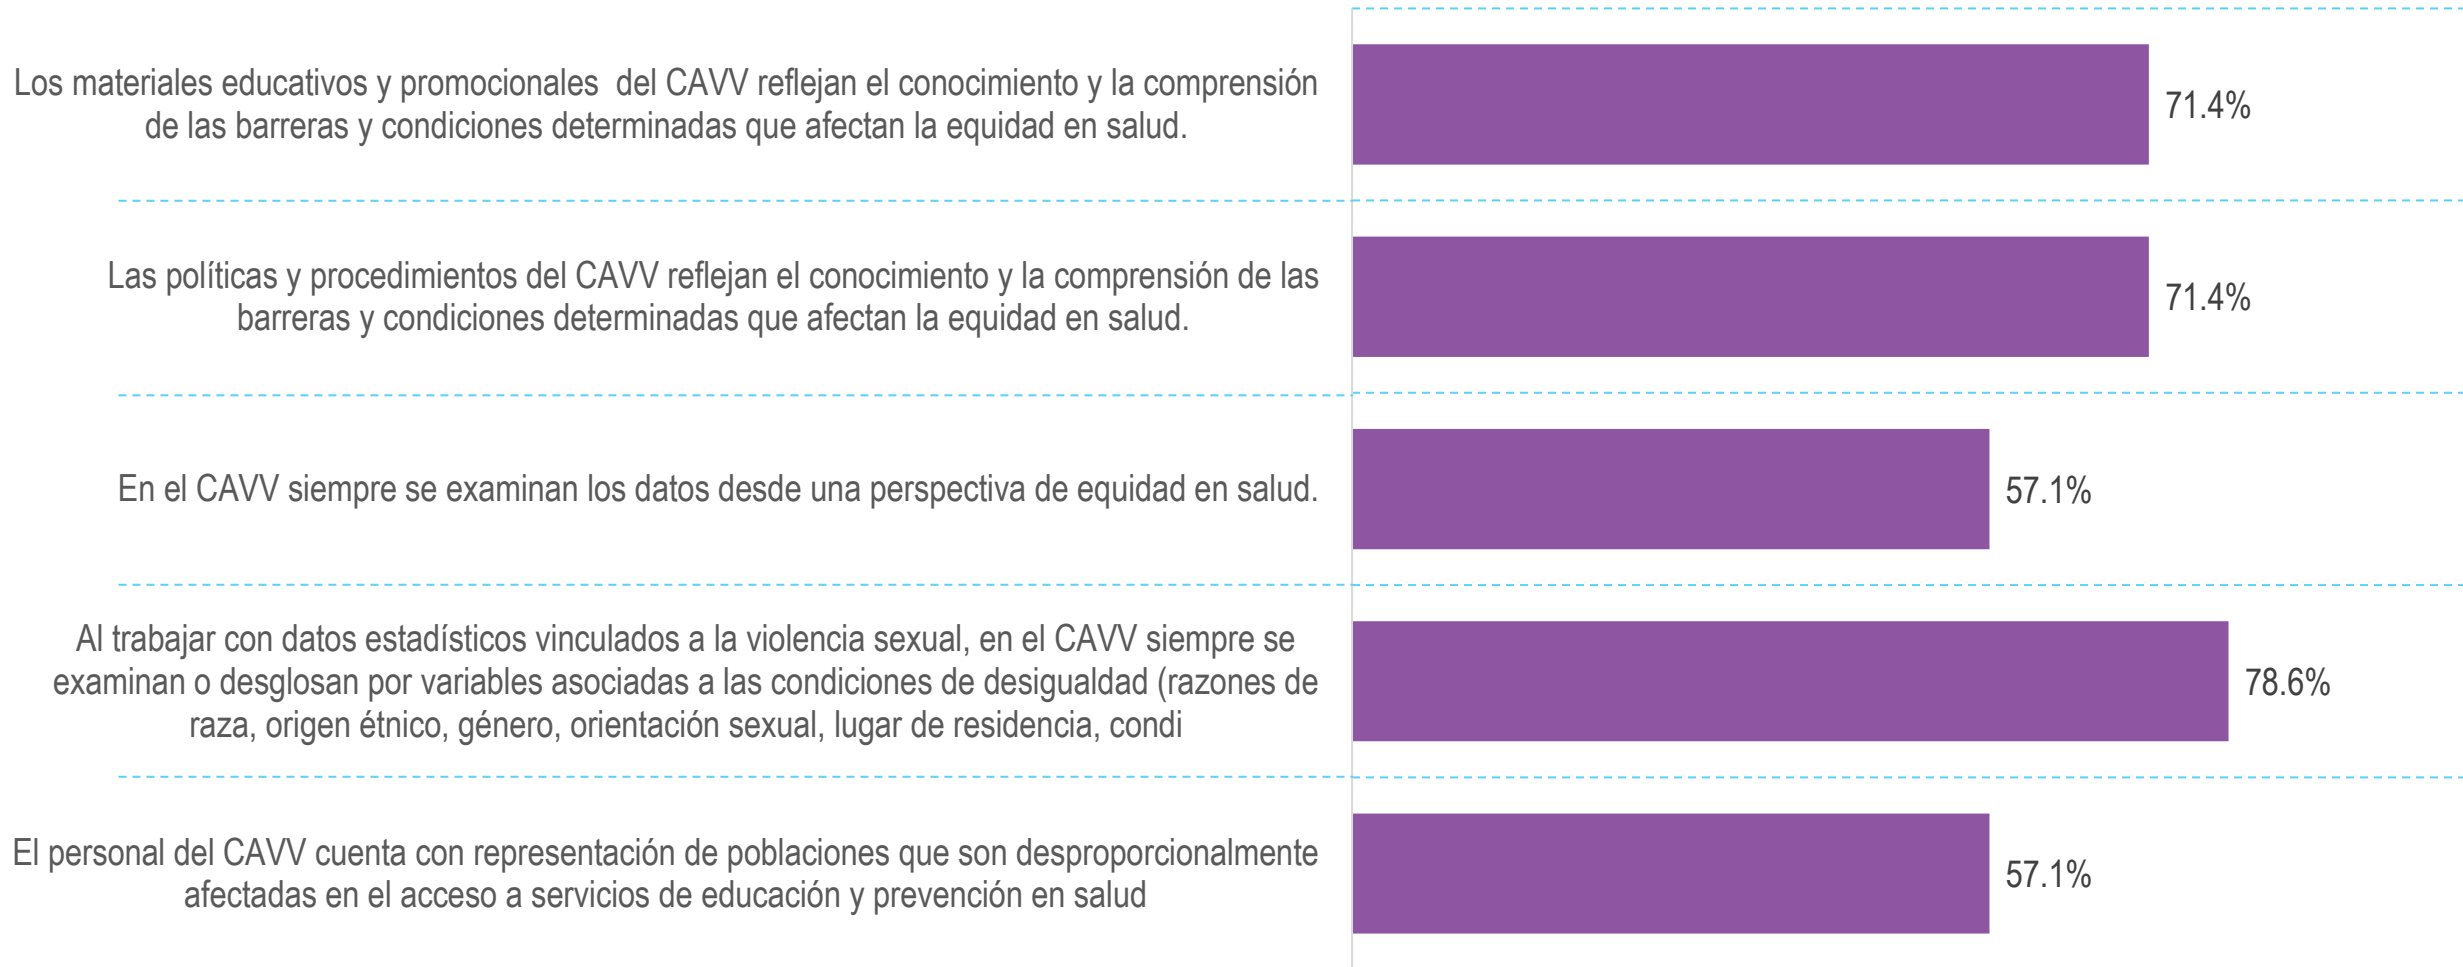 Los materiales educativos y promocionales  del CAVV reflejan el conocimiento y la comprensión
de las barreras y condiciones determinadas que afectan la equidad en salud.
71.4%
Las políticas y procedimientos del CAVV reflejan el conocimiento y la comprensión de las
barreras y condiciones determinadas que afectan la equidad en salud.
71.4%
En el CAVV siempre se examinan los datos desde una perspectiva de equidad en salud.
57.1%
Al trabajar con datos estadísticos vinculados a la violencia sexual, en el CAVV siempre se
examinan o desglosan por variables asociadas a las condiciones de desigualdad (razones de
raza, origen étnico, género, orientación sexual, lugar de residencia, condi
78.6%
El personal del CAVV cuenta con representación de poblaciones que son desproporcionalmente
afectadas en el acceso a servicios de educación y prevención en salud
57.1%